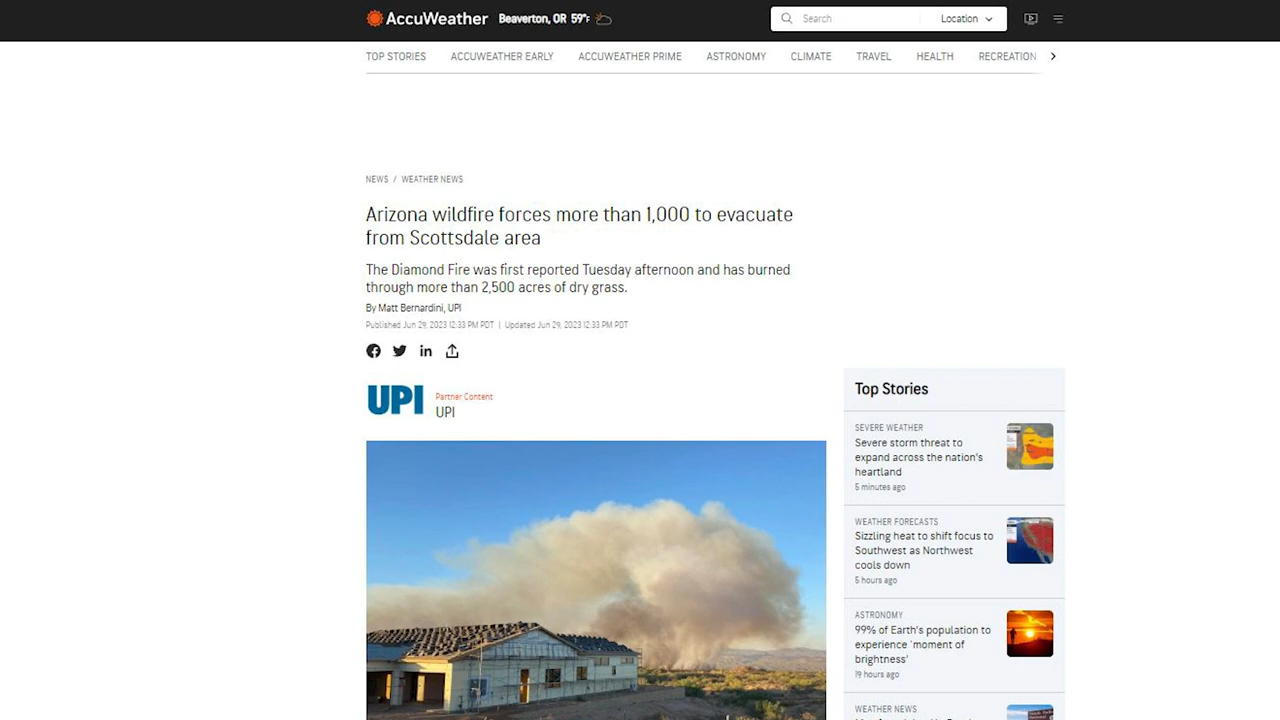 AccuWeather
Beaverton, OR 59°F
Search
Location
TOP STORIES
ACCUWEATHER EARLY
ACCUWEATHER PRIME
ASTRONOMY
CLIMATE
TRAVEL
HEALTH
RECREATION
NEWS / WEATHER NEWS
Arizona wildfire forces more than 1,000 to evacuate
from Scottsdale area
The Diamond Fire was first reported Tuesday afternoon and has burned
through more than 2,500 acres of dry grass.
By Matt Bernardini, UPI
Published Jun 29, 2023 12:33 PM PDT | Updated Jun 29, 2023 12:33 PM PDT
UPI
Partner Content
UPI
Top Stories
SEVERE WEATHER
Severe storm threat to
expand across the nation's
heartland
5 minutes ago
WEATHER FORECASTS
Sizzling heat to shift focus to
Southwest as Northwest
cools down
5 hours ago
ASTRONOMY
99% of Earth's population to
experience 'moment of
brightness'
19 hours ago
WEATHER NEWS